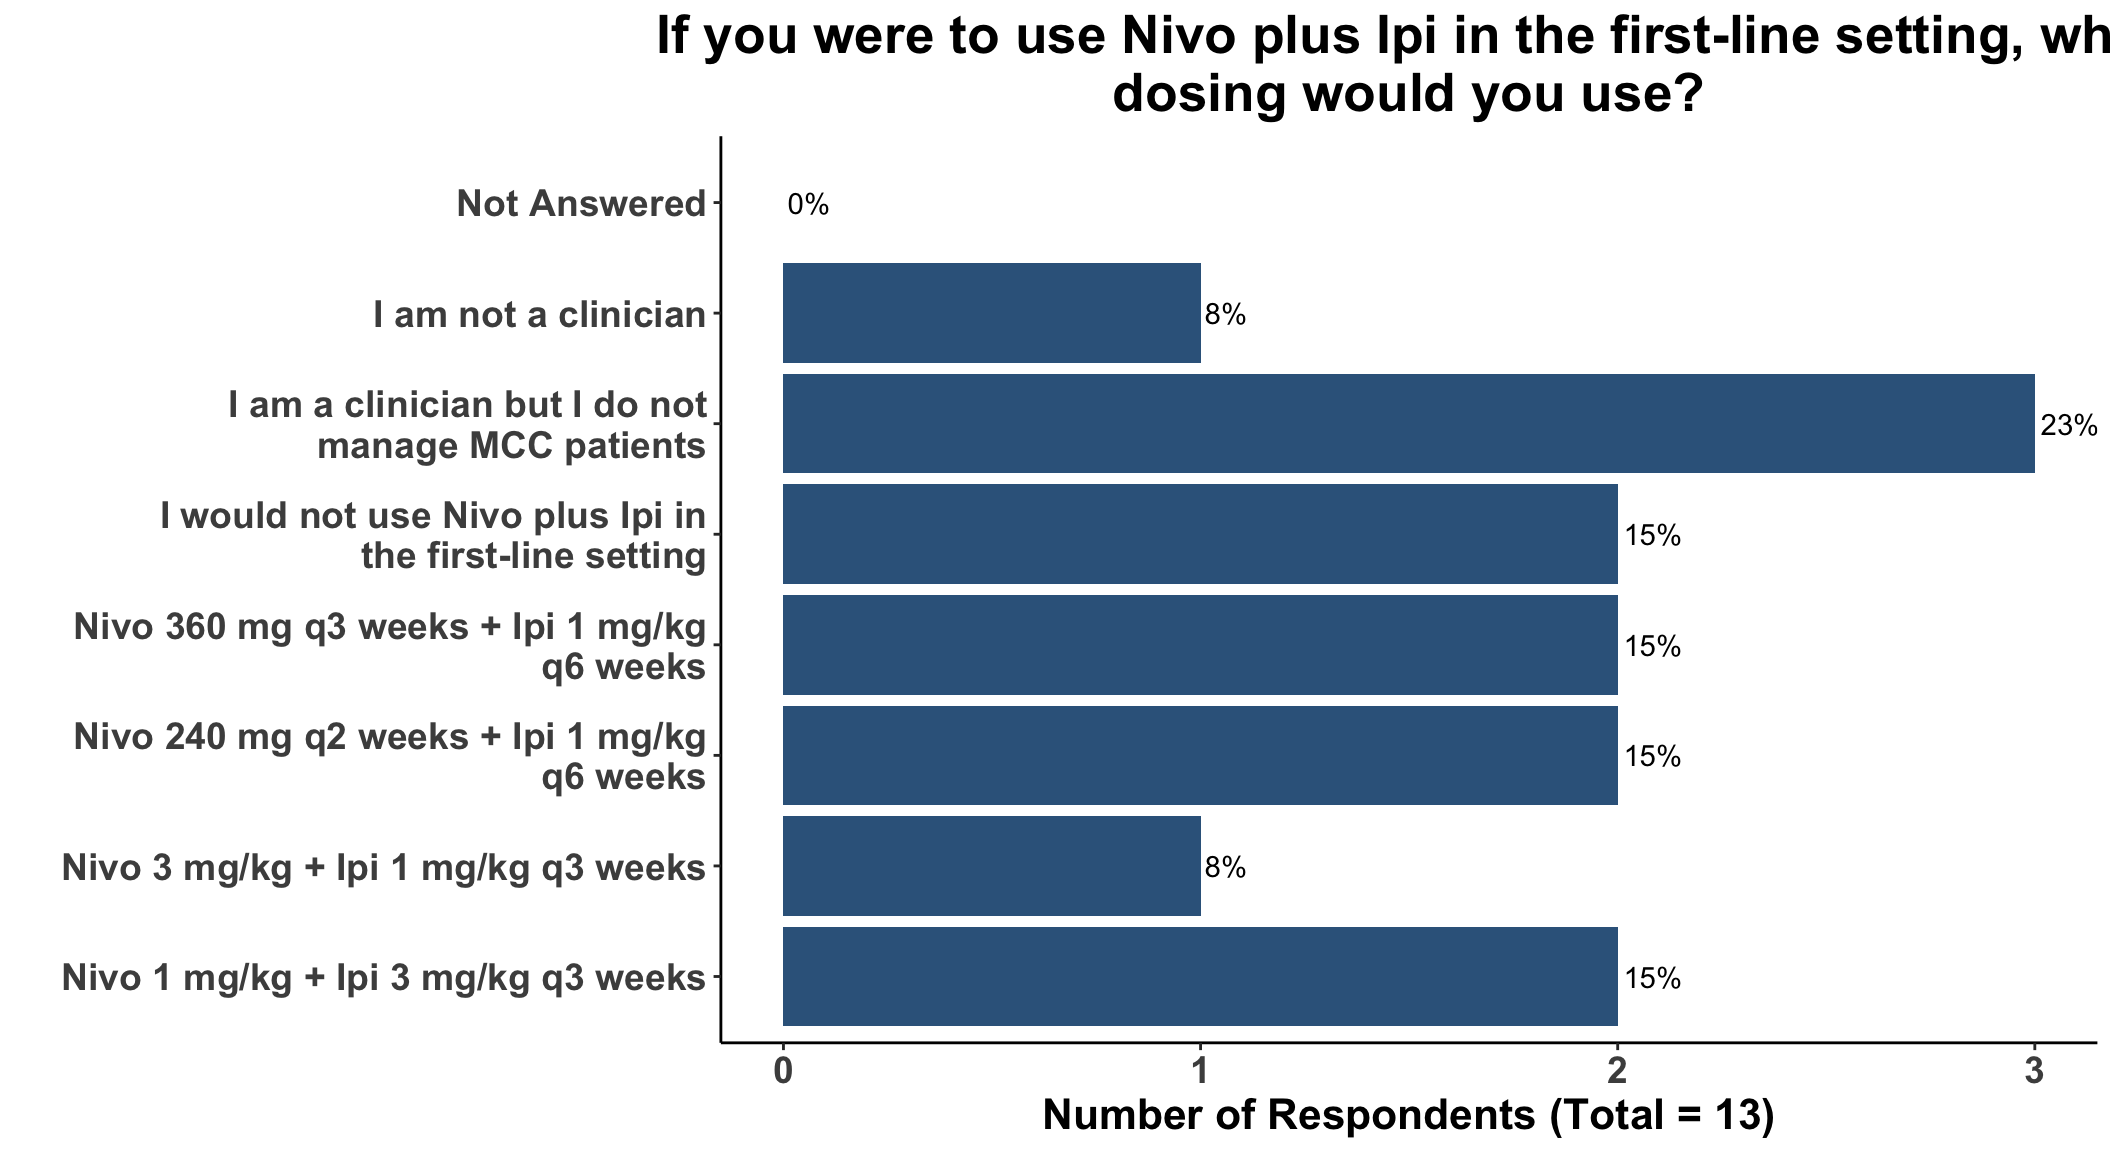 If you were to use Nivo plus Ipi in the first-line setting, wh
dosing would you use?
Not Answered
0%
I am not a clinician
8%
I am a clinician but I do not
manage MCC patients
23%
I would not use Nivo plus Ipi in
the first-line setting
15%
Nivo 360 mg q3 weeks + Ipi 1 mg/kg
q6 weeks
15%
Nivo 240 mg q2 weeks + Ipi 1 mg/kg
q6 weeks
15%
Nivo 3 mg/kg + Ipi 1 mg/kg q3 weeks
8%
Nivo 1 mg/kg + Ipi 3 mg/kg q3 weeks
15%
0 1 2 3
Number of Respondents (Total = 13)